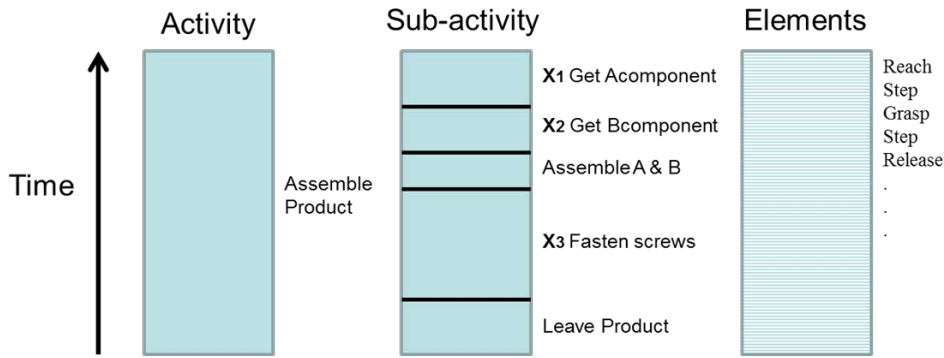 Activity
Sub-activity
Elements
Time
Assemble
Product
X1 Get Acomponent
X2 Get Bcomponent
Assemble A & B
X3 Fasten screws
Leave Product
Reach
Step
Grasp
Step
Release
.
.
.